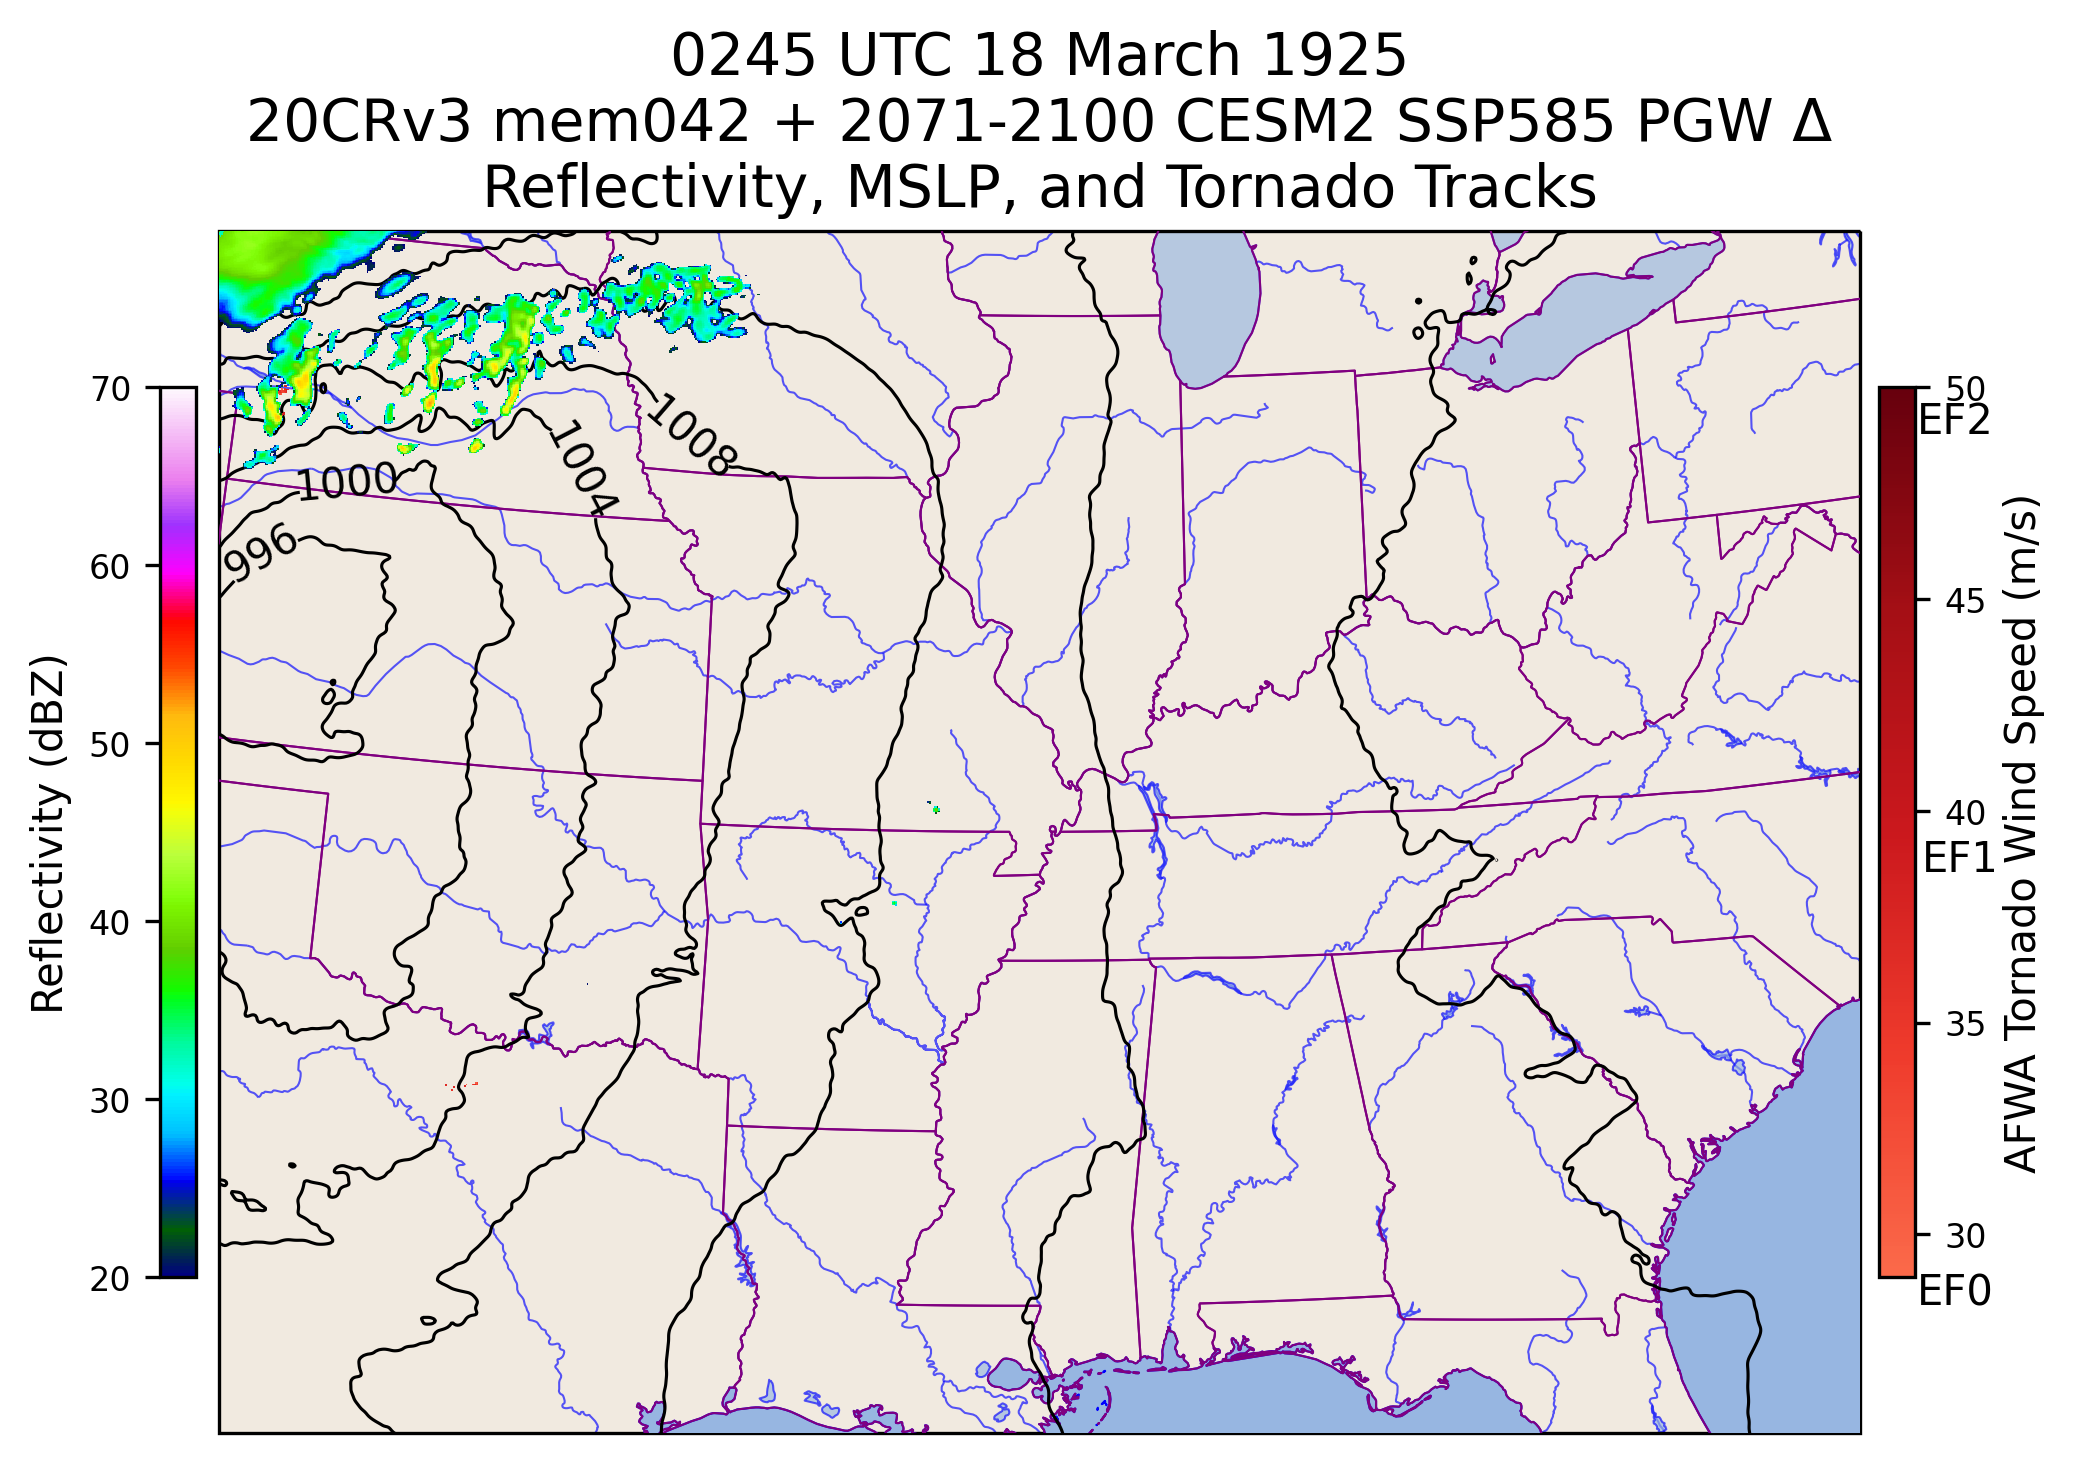 0245 UTC 18 March 1925
20CRv3 mem042 + 2071-2100 CESM2 SSP585 PGW Δ
Reflectivity, MSLP, and Tornado Tracks
70
60
50
40
30
20
Reflectivity (dBZ)
1008
1004
1000
996
50
EF2
45
40
EF1
35
30
EF0
AFWA Tornado Wind Speed (m/s)